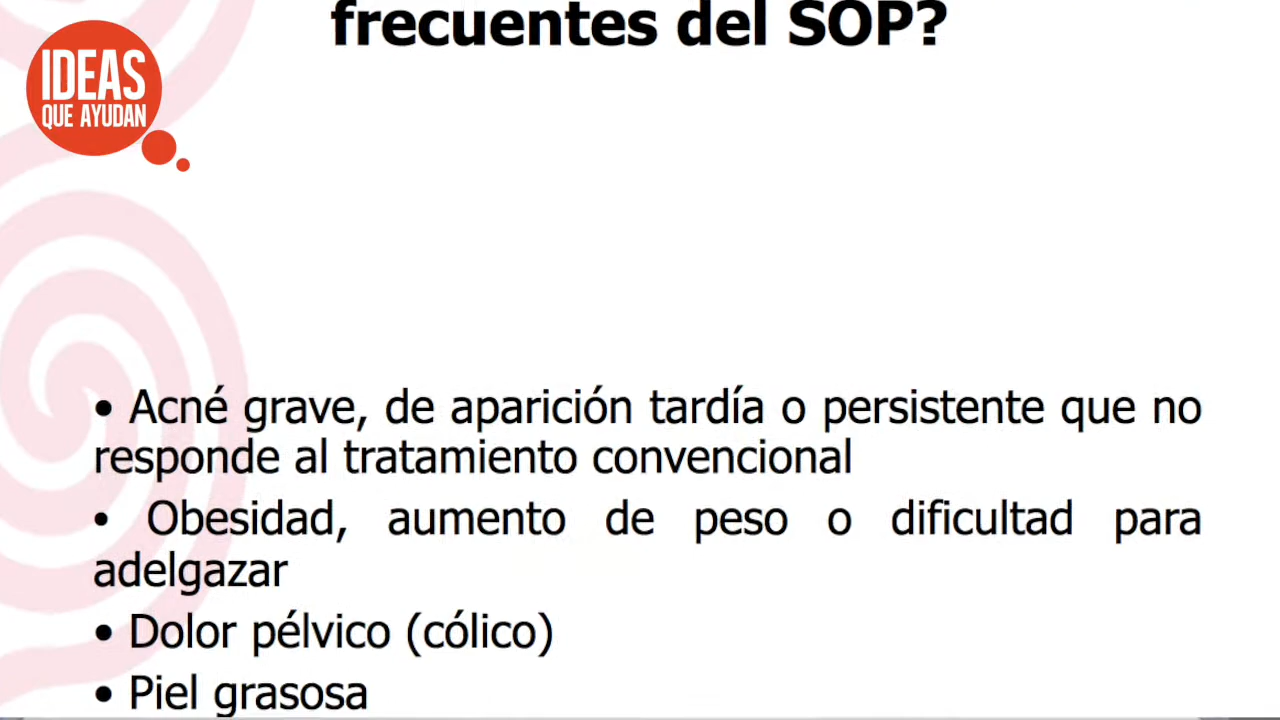 frecuentes del SOP?
IDEAS
QUE AYUDAN
• Acné grave, de aparición tardía o persistente que no
responde al tratamiento convencional
• Obesidad, aumento de peso o dificultad para
adelgazar
• Dolor pélvico (cólico)
• Piel grasosa